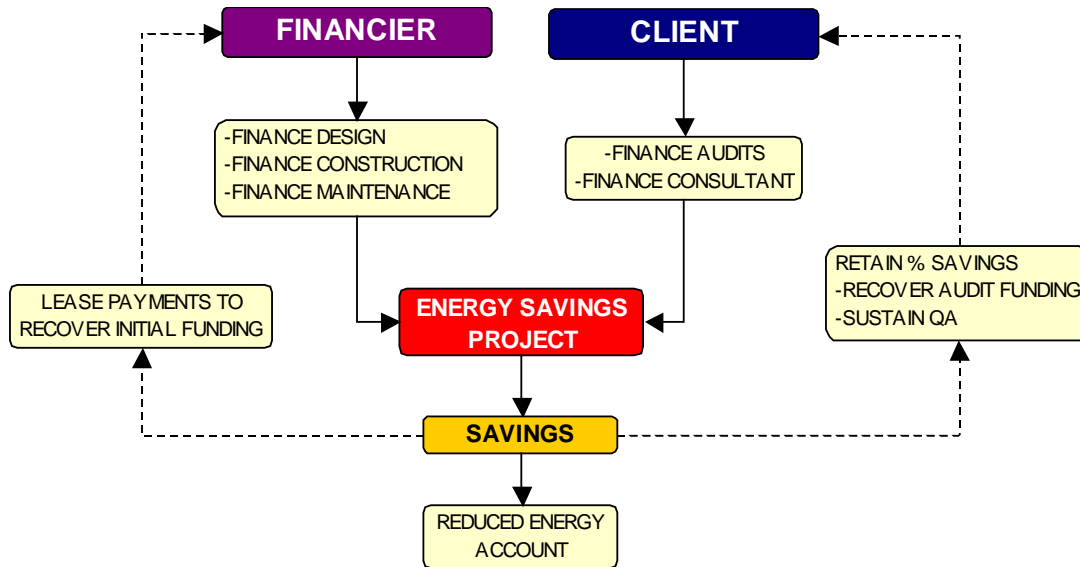 FINANCIER
CLIENT
-FINANCE DESIGN
-FINANCE CONSTRUCTION
-FINANCE MAINTENANCE
-FINANCE AUDITS
-FINANCE CONSULTANT
LEASE PAYMENTS TO
RECOVER INITIAL FUNDING
ENERGY SAVINGS
PROJECT
RETAIN % SAVINGS
-RECOVER AUDIT FUNDING
-SUSTAIN QA
SAVINGS
REDUCED ENERGY
ACCOUNT